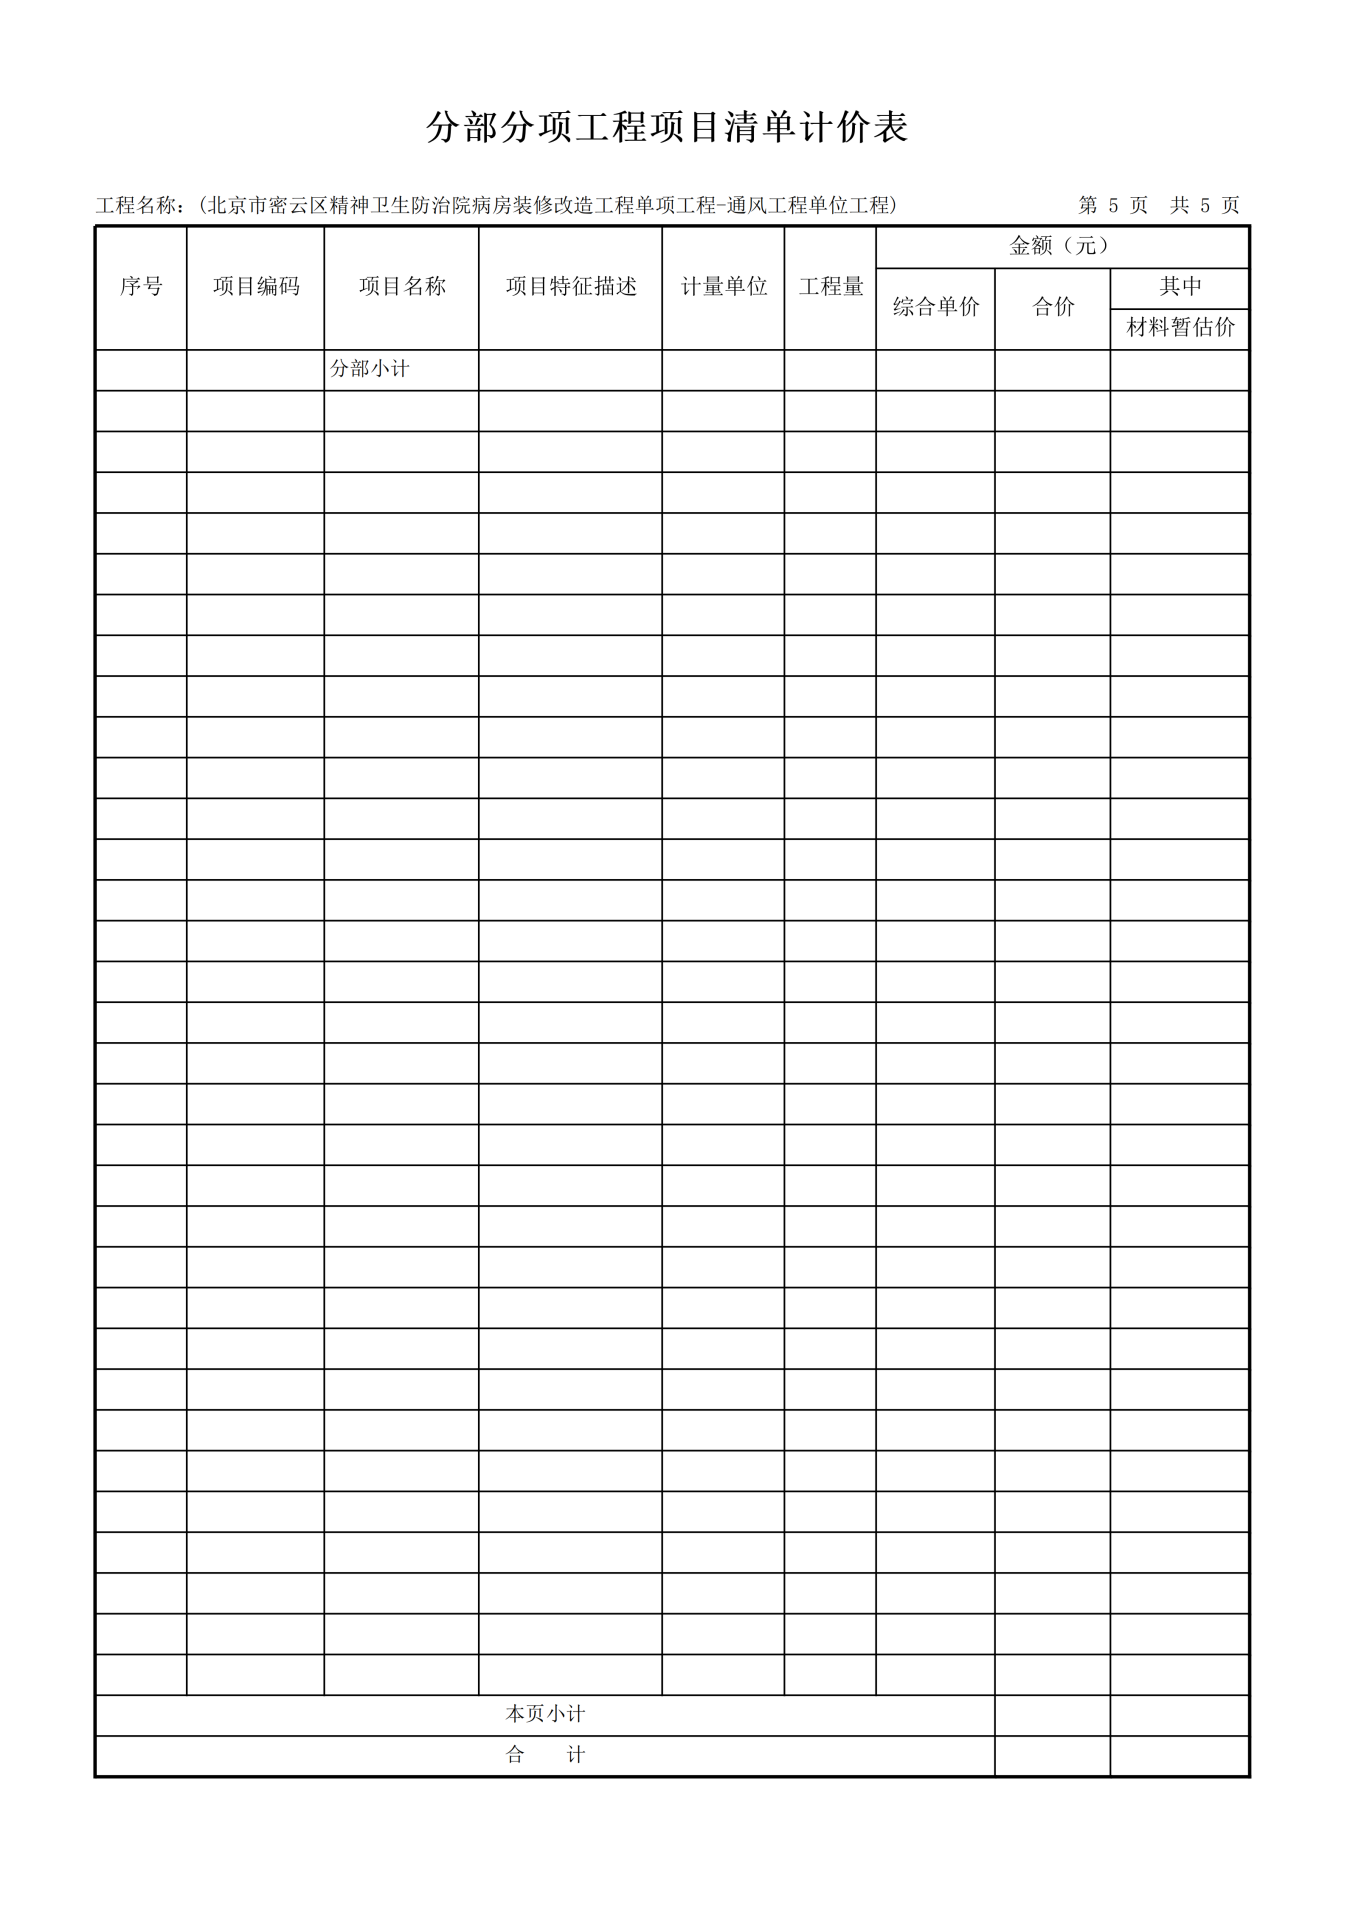 分部分项工程项目清单计价表
工程名称：(北京市密云区精神卫生防治院病房装修改造工程单项工程-通风工程单位工程) 第 5 页 共 5 页
序号 项目编码 项目名称 项目特征描述 计量单位 工程量 金额（元）
综合单价 合价 其中
材料暂估价
分部小计
本页小计
合 计